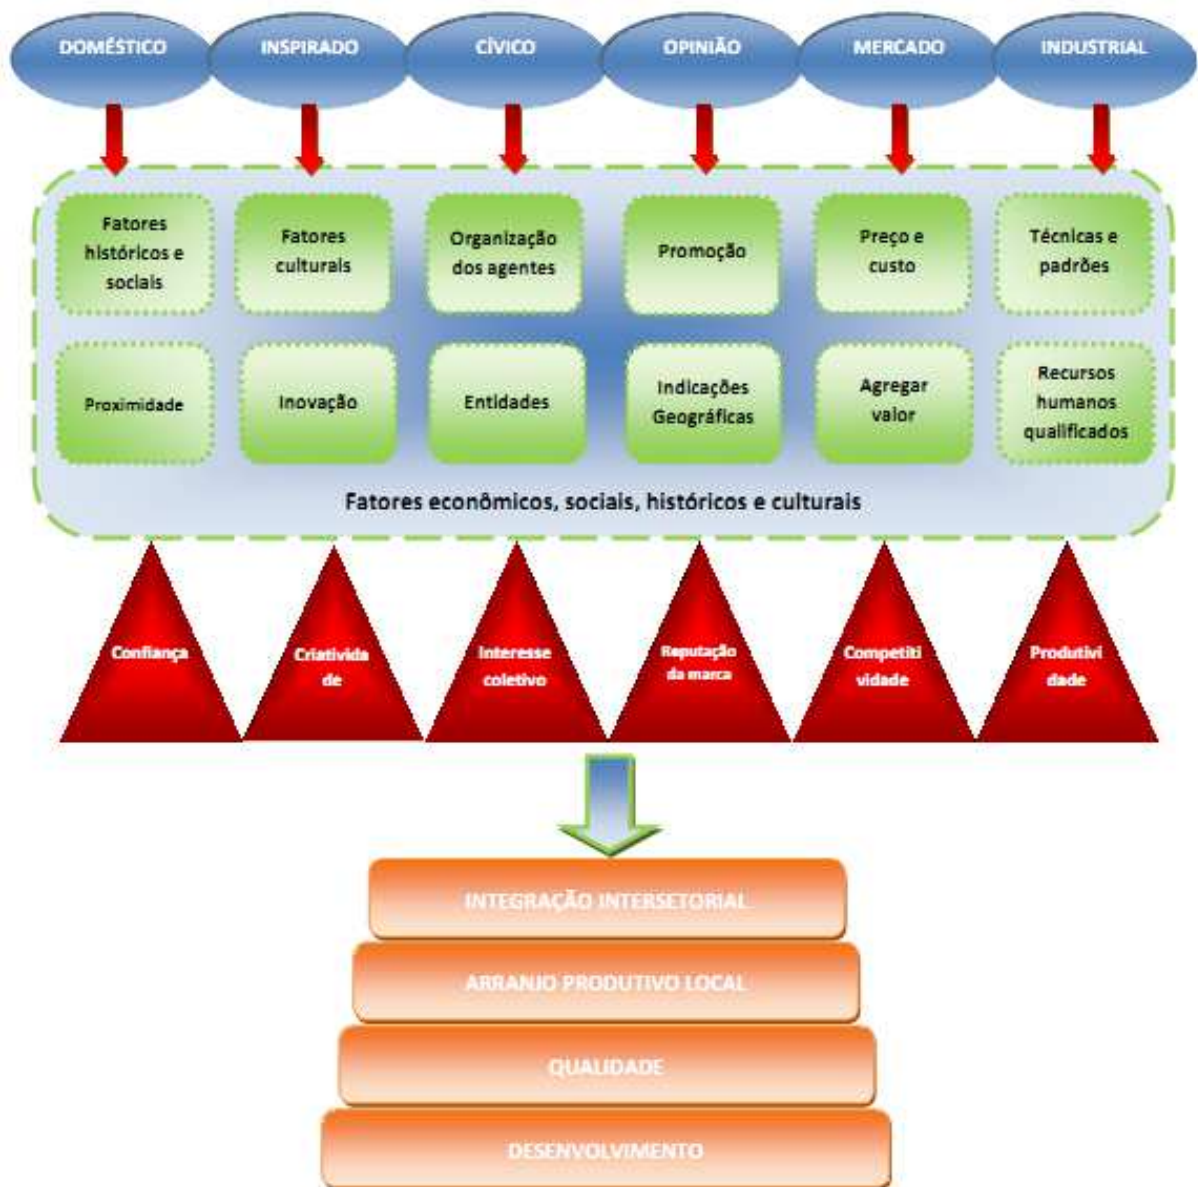 DOMÉSTICO
INSPIRADO
CÍVICO
OPINIÃO
MERCADO
INDUSTRIAL
Fatores
históricos e
sociais
Fatores
culturais
Organização
dos agentes
Promoção
Preço e
custo
Técnicas e
padrões
Proximidade
Inovação
Entidades
Indicações
Geográficas
Agregar
valor
Recursos
humanos
qualificados
Fatores econômicos, sociais, históricos e culturais
Confiança
Criativida
de
Interesse
coletivo
Reputação
da marca
Competiti
vidade
Produtivi
dade
INTEGRAÇÃO INTERSETORIAL
ARRANJO PRODUTIVO LOCAL
QUALIDADE
DESENVOLVIMENTO